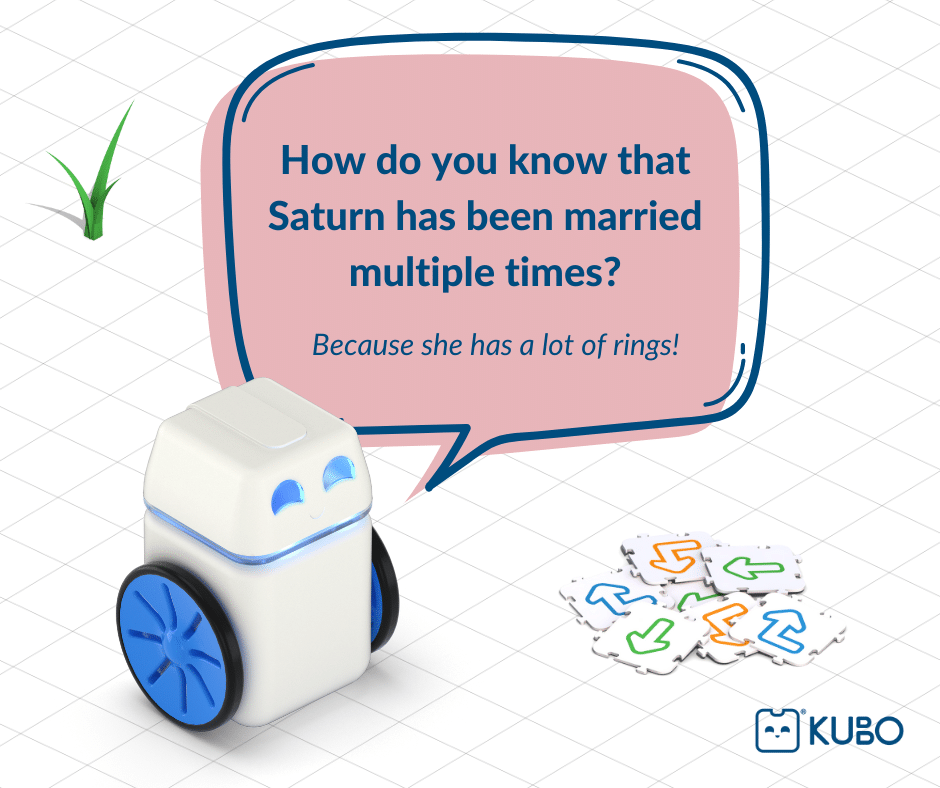 How do you know that
Saturn has been married
multiple times?
Because she has a lot of rings!
® KUBO